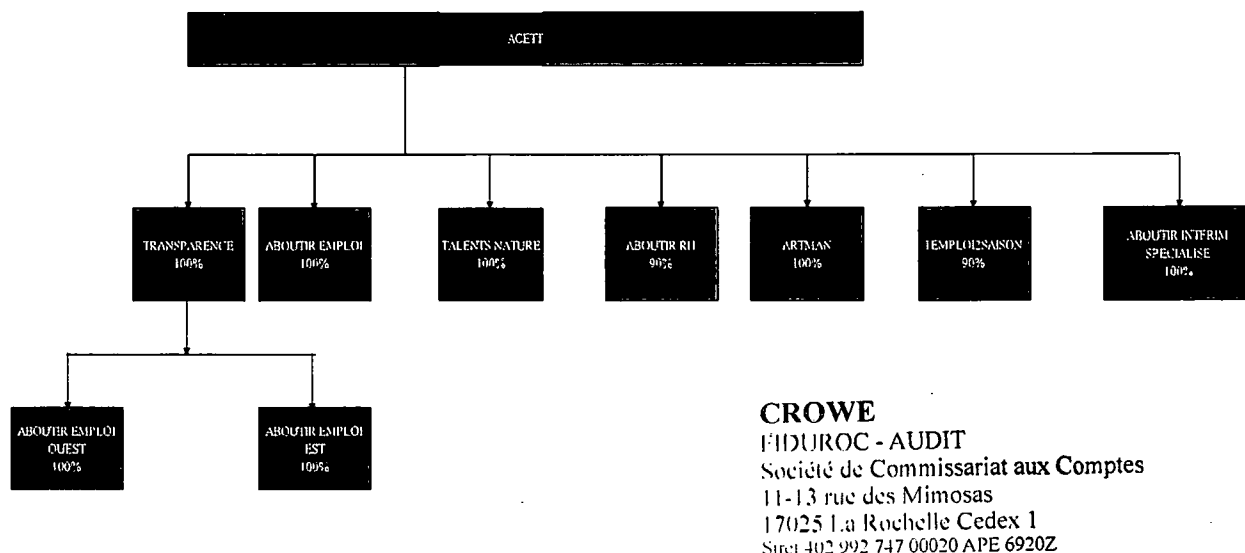 ACETT
TRANSPARENCE
100%
ABOUTIR EMPLOI
100%
TALENTS NATURE
100%
ABOUTIR RH
90%
ARTMAN
100%
TEMPLOI2SAISON
90%
ABOUTIR INTERIM
SPECIALISE
100%
ABOUTIR EMPLOI
OUEST
100%
ABOUTIR EMPLOI
EST
100%
CROWE
FIDUROC - AUDIT
Société de Commissariat aux Comptes
11-13 rue des Mimosas
17025 La Rochelle Cedex 1
Siret 402 992 747 00020 APE 6920Z